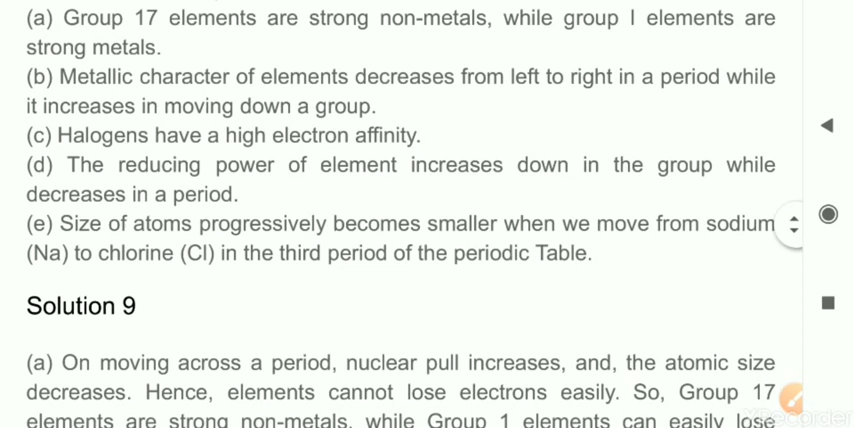 (a) Group 17 elements are strong non-metals, while group I elements are
strong metals.
(b) Metallic character of elements decreases from left to right in a period while
it increases in moving down a group.
(c) Halogens have a high electron affinity.
(d) The reducing power of element increases down in the group while
decreases in a period.
(e) Size of atoms progressively becomes smaller when we move from sodium
(Na) to chlorine (Cl) in the third period of the periodic Table.
Solution 9
(a) On moving across a period, nuclear pull increases, and, the atomic size
decreases. Hence, elements cannot lose electrons easily. So, Group 17
elements are strong non-metals, while Group 1 elements can easily lose
XRecorder